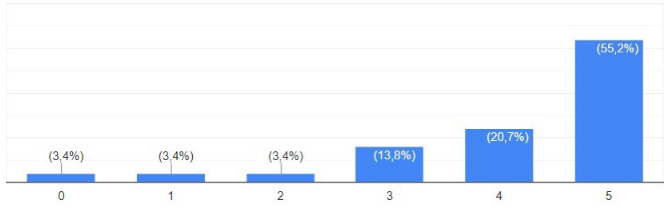 (55,2%)
(20,7%)
(3,4%) (3,4%) (3,4%) (13,8%)
0 1 2 3 4 5